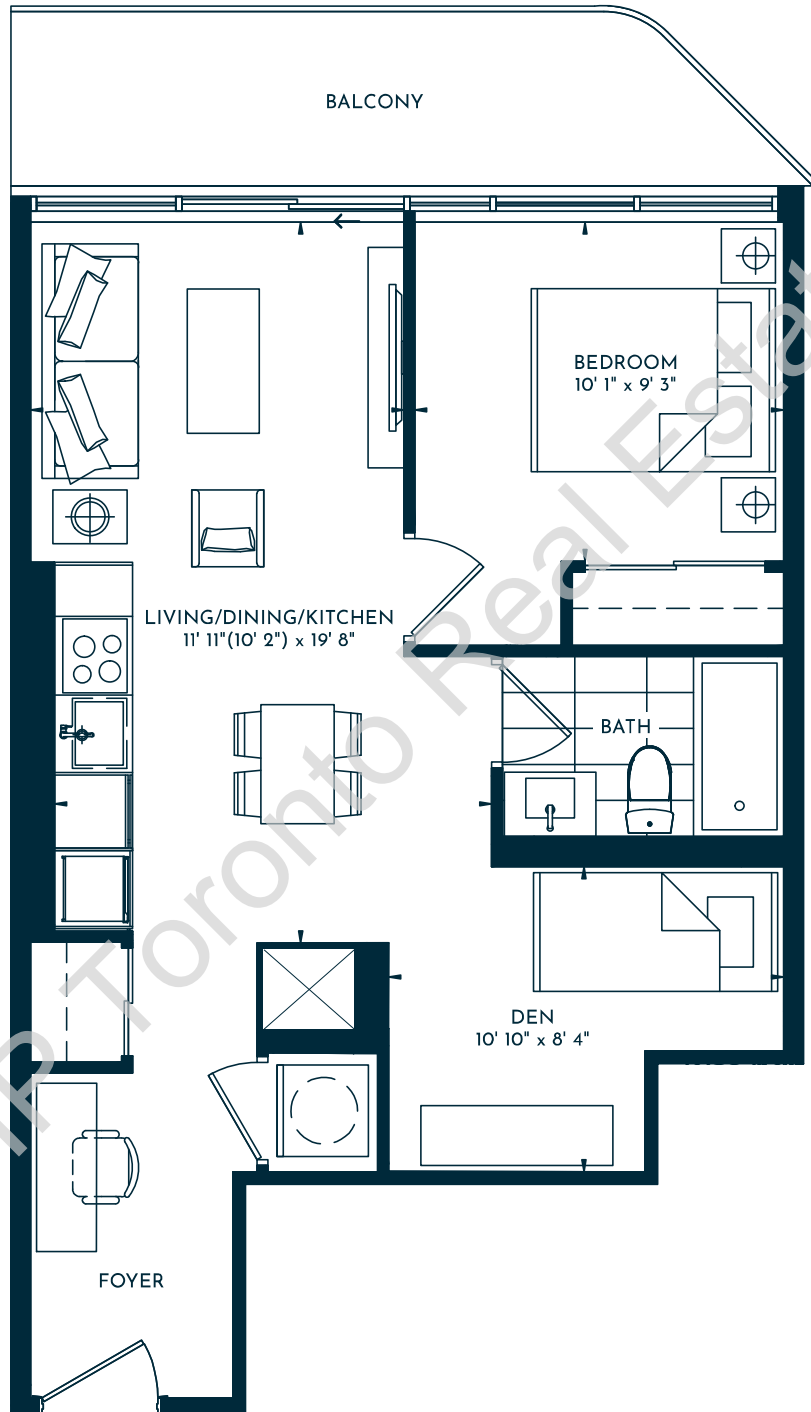 BALCONY
BEDROOM
10' 1" x 9' 3"
LIVING/DINING/KITCHEN
11' 11"(10' 2") x 19' 8"
BATH
DEN
10' 10" x 8' 4"
FOYER
Toronto Real Estat